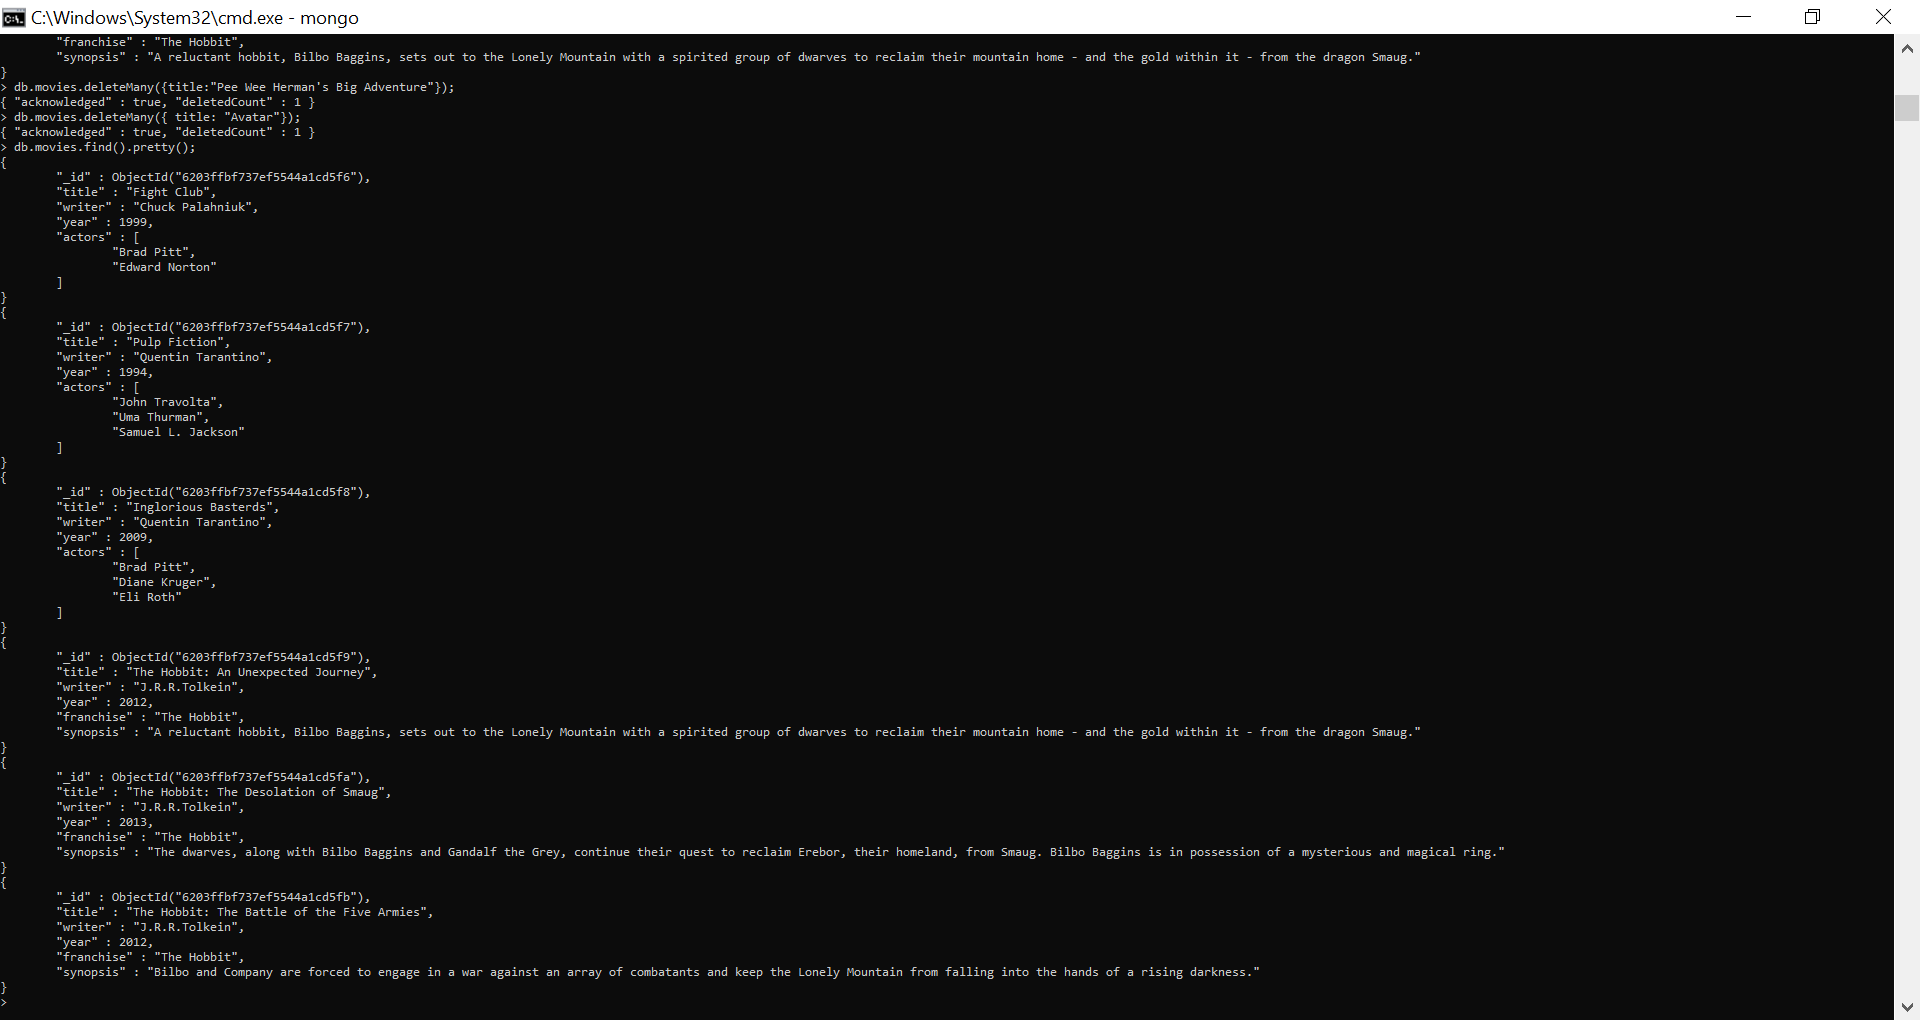 C:\Windows\System32\cmd.exe - mongo
        "franchise" : "The Hobbit",
        "synopsis" : "A reluctant hobbit, Bilbo Baggins, sets out to the Lonely Mountain with a spirited group of dwarves to reclaim their mountain home - and the gold within it - from the dragon Smaug."
}
> db.movies.deleteMany({title:"Pee Wee Herman's Big Adventure"});
{ "acknowledged" : true, "deletedCount" : 1 }
> db.movies.deleteMany({ title: "Avatar"});
{ "acknowledged" : true, "deletedCount" : 1 }
> db.movies.find().pretty();
{
        "_id" : ObjectId("6203ffbf737ef5544a1cd5f6"),
        "title" : "Fight Club",
        "writer" : "Chuck Palahniuk",
        "year" : 1999,
        "actors" : [
                "Brad Pitt",
                "Edward Norton"
        ]
}
{
        "_id" : ObjectId("6203ffbf737ef5544a1cd5f7"),
        "title" : "Pulp Fiction",
        "writer" : "Quentin Tarantino",
        "year" : 1994,
        "actors" : [
                "John Travolta",
                "Uma Thurman",
                "Samuel L. Jackson"
        ]
}
{
        "_id" : ObjectId("6203ffbf737ef5544a1cd5f8"),
        "title" : "Inglorious Basterds",
        "writer" : "Quentin Tarantino",
        "year" : 2009,
        "actors" : [
                "Brad Pitt",
                "Diane Kruger",
                "Eli Roth"
        ]
}
{
        "_id" : ObjectId("6203ffbf737ef5544a1cd5f9"),
        "title" : "The Hobbit: An Unexpected Journey",
        "writer" : "J.R.R.Tolkein",
        "year" : 2012,
        "franchise" : "The Hobbit",
        "synopsis" : "A reluctant hobbit, Bilbo Baggins, sets out to the Lonely Mountain with a spirited group of dwarves to reclaim their mountain home - and the gold within it - from the dragon Smaug."
}
{
        "_id" : ObjectId("6203ffbf737ef5544a1cd5fa"),
        "title" : "The Hobbit: The Desolation of Smaug",
        "writer" : "J.R.R.Tolkein",
        "year" : 2013,
        "franchise" : "The Hobbit",
        "synopsis" : "The dwarves, along with Bilbo Baggins and Gandalf the Grey, continue their quest to reclaim Erebor, their homeland, from Smaug. Bilbo Baggins is in possession of a mysterious and magical ring."
}
{
        "_id" : ObjectId("6203ffbf737ef5544a1cd5fb"),
        "title" : "The Hobbit: The Battle of the Five Armies",
        "writer" : "J.R.R.Tolkein",
        "year" : 2012,
        "franchise" : "The Hobbit",
        "synopsis" : "Bilbo and Company are forced to engage in a war against an array of combatants and keep the Lonely Mountain from falling into the hands of a rising darkness."
}
>